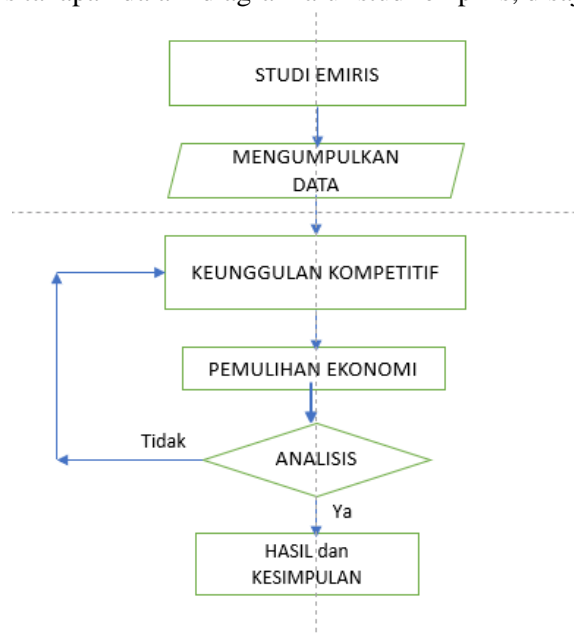 STUDI EMIRIS
MENGUMPULKAN
DATA
KEUNGGULAN KOMPETITIF
PEMULIHAN EKONOMI
Tidak
ANALISIS
Ya
HASIL dan
KESIMPULAN